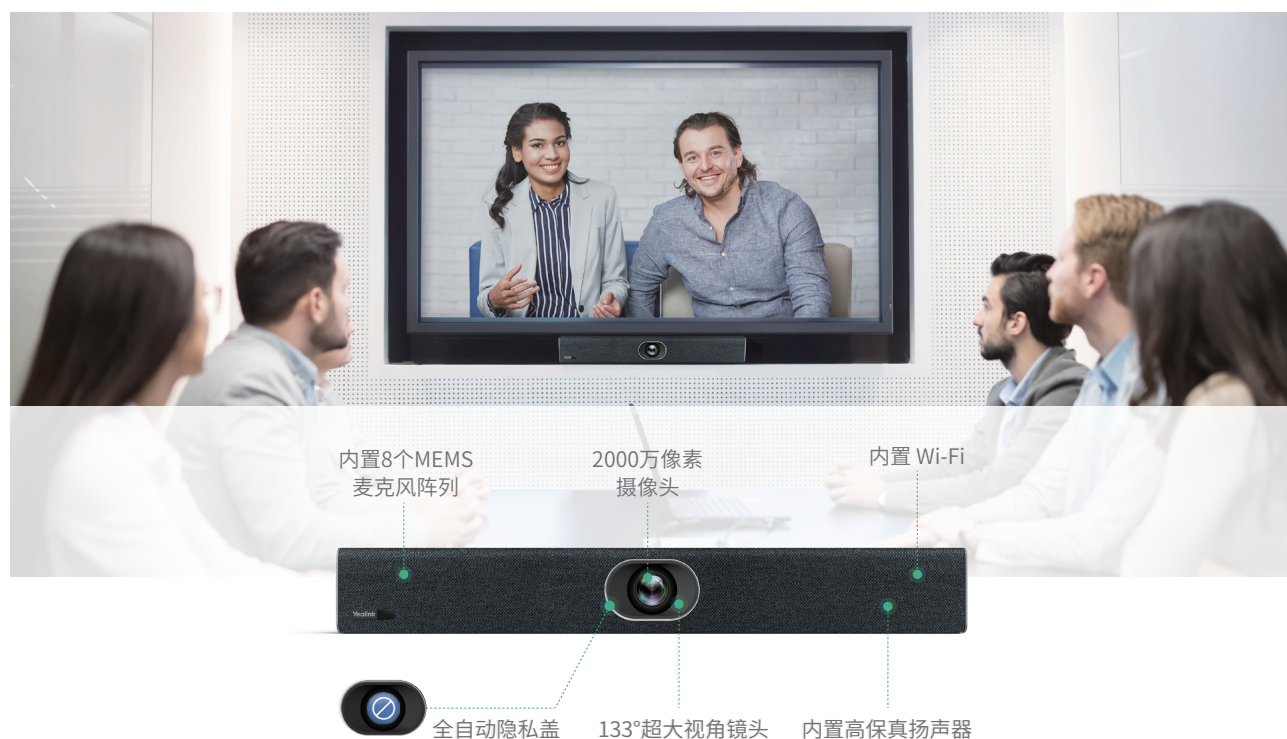 内置8个MEMS
麦克风阵列
2000万像素
摄像头
内置 Wi-Fi
Yealink
全自动隐私盖
133°超大视角镜头
内置高保真扬声器